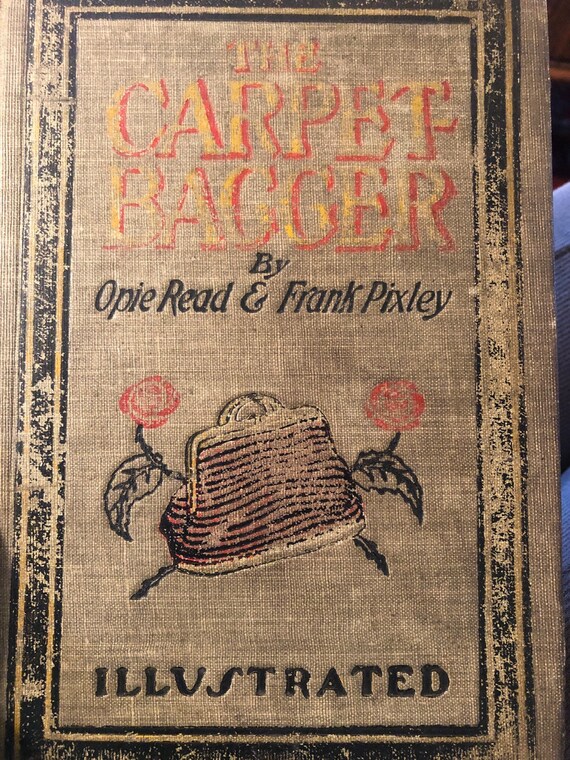 THE
CARPET-
BAGGER
By
Opie Read & Frank Pixley
ILLUSTRATED